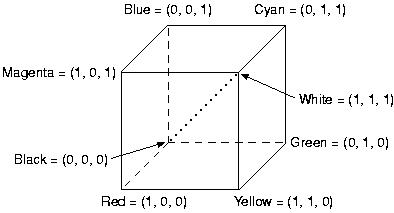 Blue = (0, 0, 1)
Cyan = (0, 1, 1)
Magenta = (1, 0, 1)
White = (1, 1, 1)
Black = (0, 0, 0)
Green = (0, 1, 0)
Red = (1, 0, 0)
Yellow = (1, 1, 0)